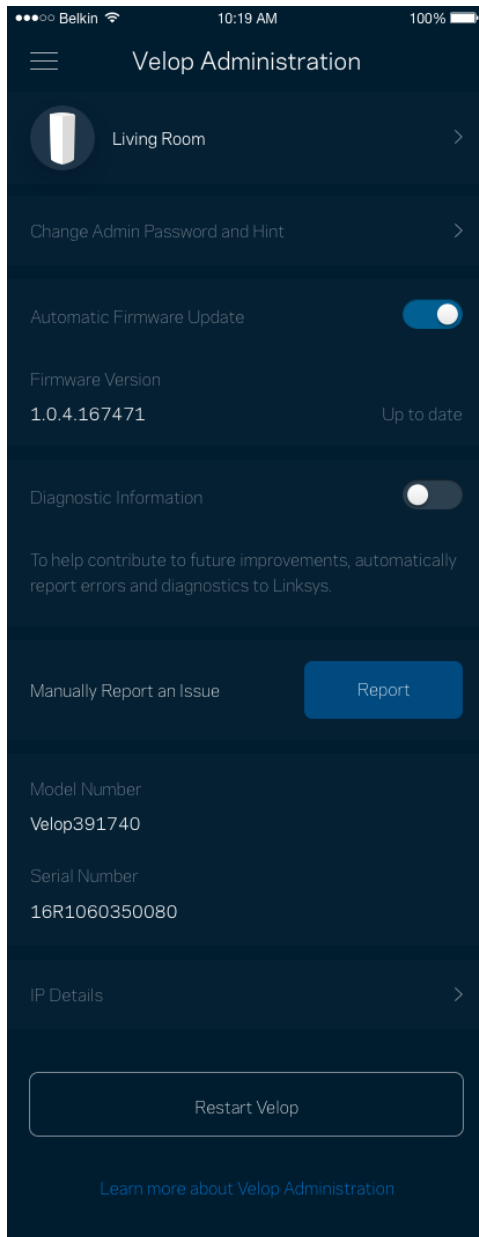 Belkin 10:19 AM 100%
Velop Administration
Living Room
Change Admin Password and Hint
Automatic Firmware Update
Firmware Version
1.0.4.167471 Up to date
Diagnostic Information
To help contribute to future improvements, automatically
report errors and diagnostics to Linksys.
Manually Report an Issue Report
Model Number
Velop391740
Serial Number
16R1060350080
IP Details
Restart Velop
Learn more about Velop Administration